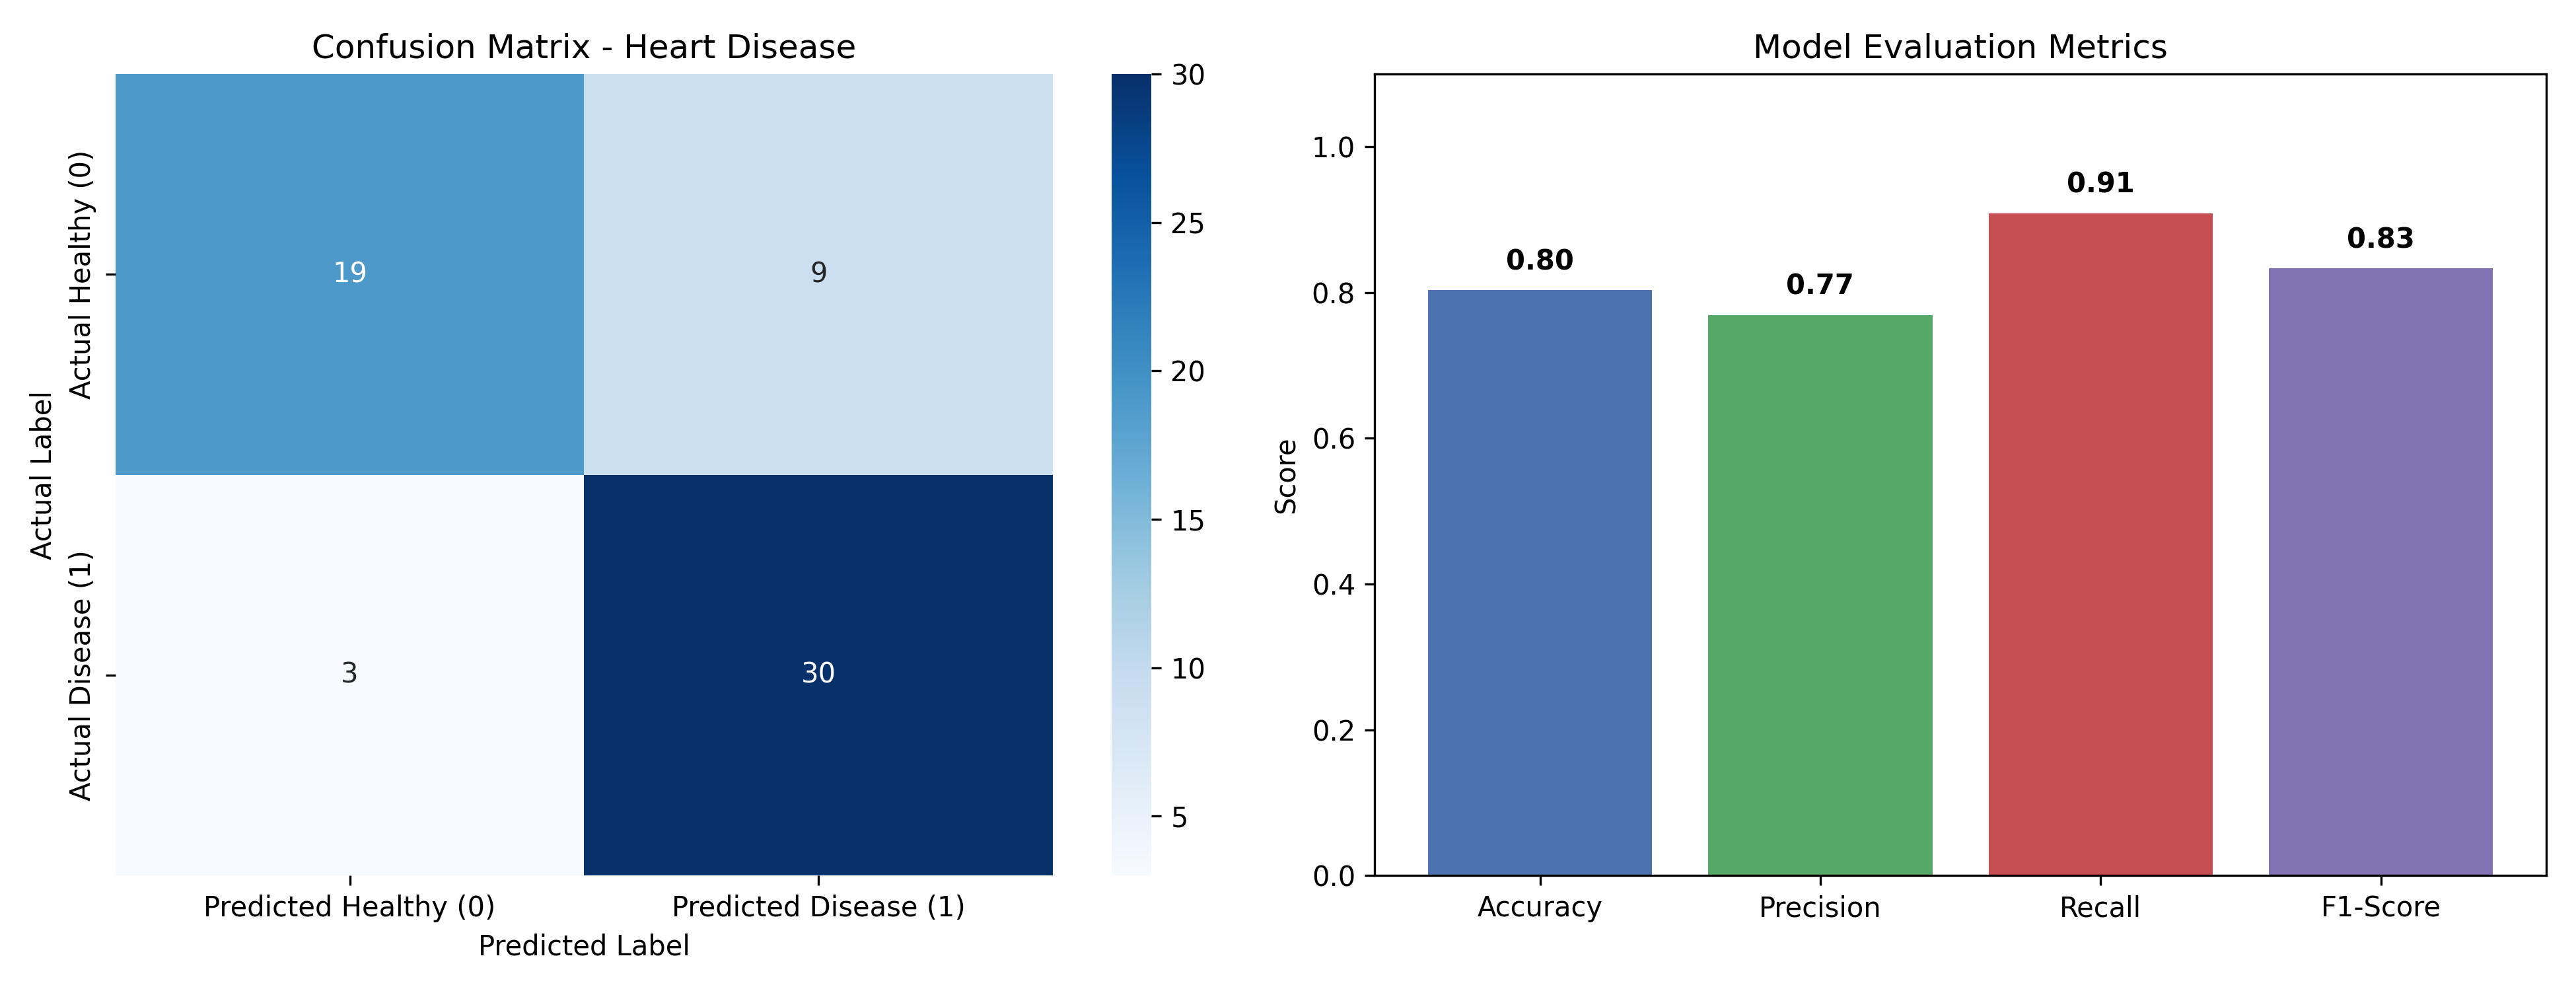 Confusion Matrix - Heart Disease
Actual Label
Actual Healthy (0)
Actual Disease (1)
19
9
3
30
Predicted Healthy (0)
Predicted Disease (1)
Predicted Label
30
25
20
15
10
5
Model Evaluation Metrics
Score
1.0
0.8
0.6
0.4
0.2
0.0
0.80
0.77
0.91
0.83
Accuracy
Precision
Recall
F1-Score